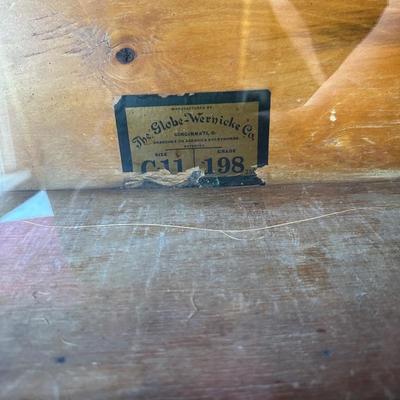 MANUFACTURED BY
The Globe-Wernicke Co.
CINCINNATI, O.
SIZE GRADE
C11 198